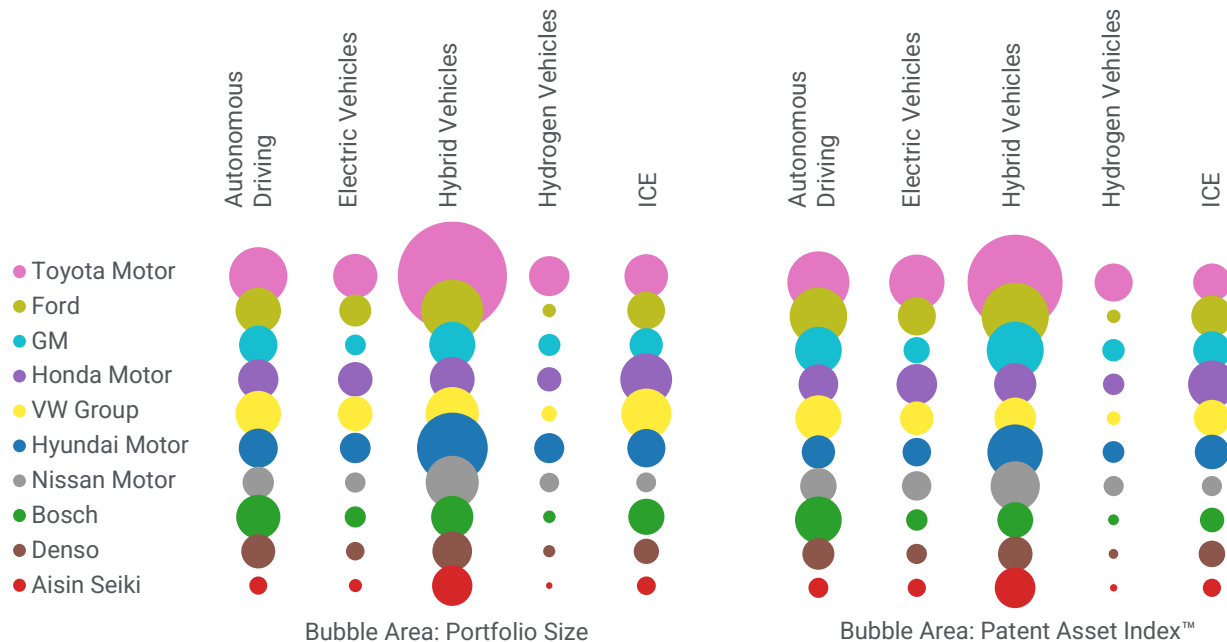 Autonomous
Driving
Electric Vehicles
Hybrid Vehicles
Hydrogen Vehicles
ICE
Autonomous
Driving
Electric Vehicles
Hybrid Vehicles
Hydrogen Vehicles
ICE
Toyota Motor
Ford
GM
Honda Motor
VW Group
Hyundai Motor
Nissan Motor
Bosch
Denso
Aisin Seiki
Bubble Area: Portfolio Size
Bubble Area: Patent Asset Index™